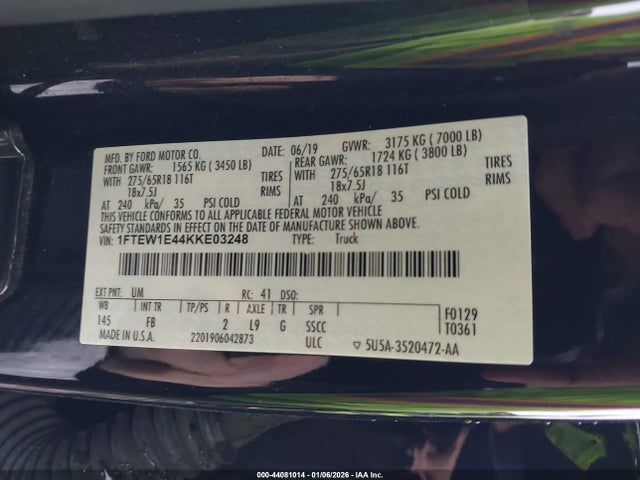 MFD. BY FORD MOTOR CO. DATE: 06/19 GVWR: 3175 KG ( 7000 LB)
FRONT GAWR: 1565 KG ( 3450 LB) REAR GAWR: 1724 KG ( 3800 LB)
WITH 275/65R18 116T TIRES WITH 275/65R18 116T TIRES
18x7.5J RIMS 18x7.5J RIMS
AT 240 kPa/ 35 PSI COLD AT 240 kPa/ 35 PSI COLD
THIS VEHICLE CONFORMS TO ALL APPLICABLE FEDERAL MOTOR VEHICLE
SAFETY STANDARDS IN EFFECT ON THE DATE OF MANUFACTURE SHOWN ABOVE.
VIN: 1FTEW1E44KKE03248 TYPE: Truck
EXT PNT: UM RC: 41 DSO:
WB INT TR TP/PS R AXLE TR SPR F0129
145 FB 2 L9 G SSCC T0361
MADE IN U.S.A. 2201906042873 ULC ▽ 5U5A-3520472-AA
000-44081014 - 01/06/2026 - IAA Inc.